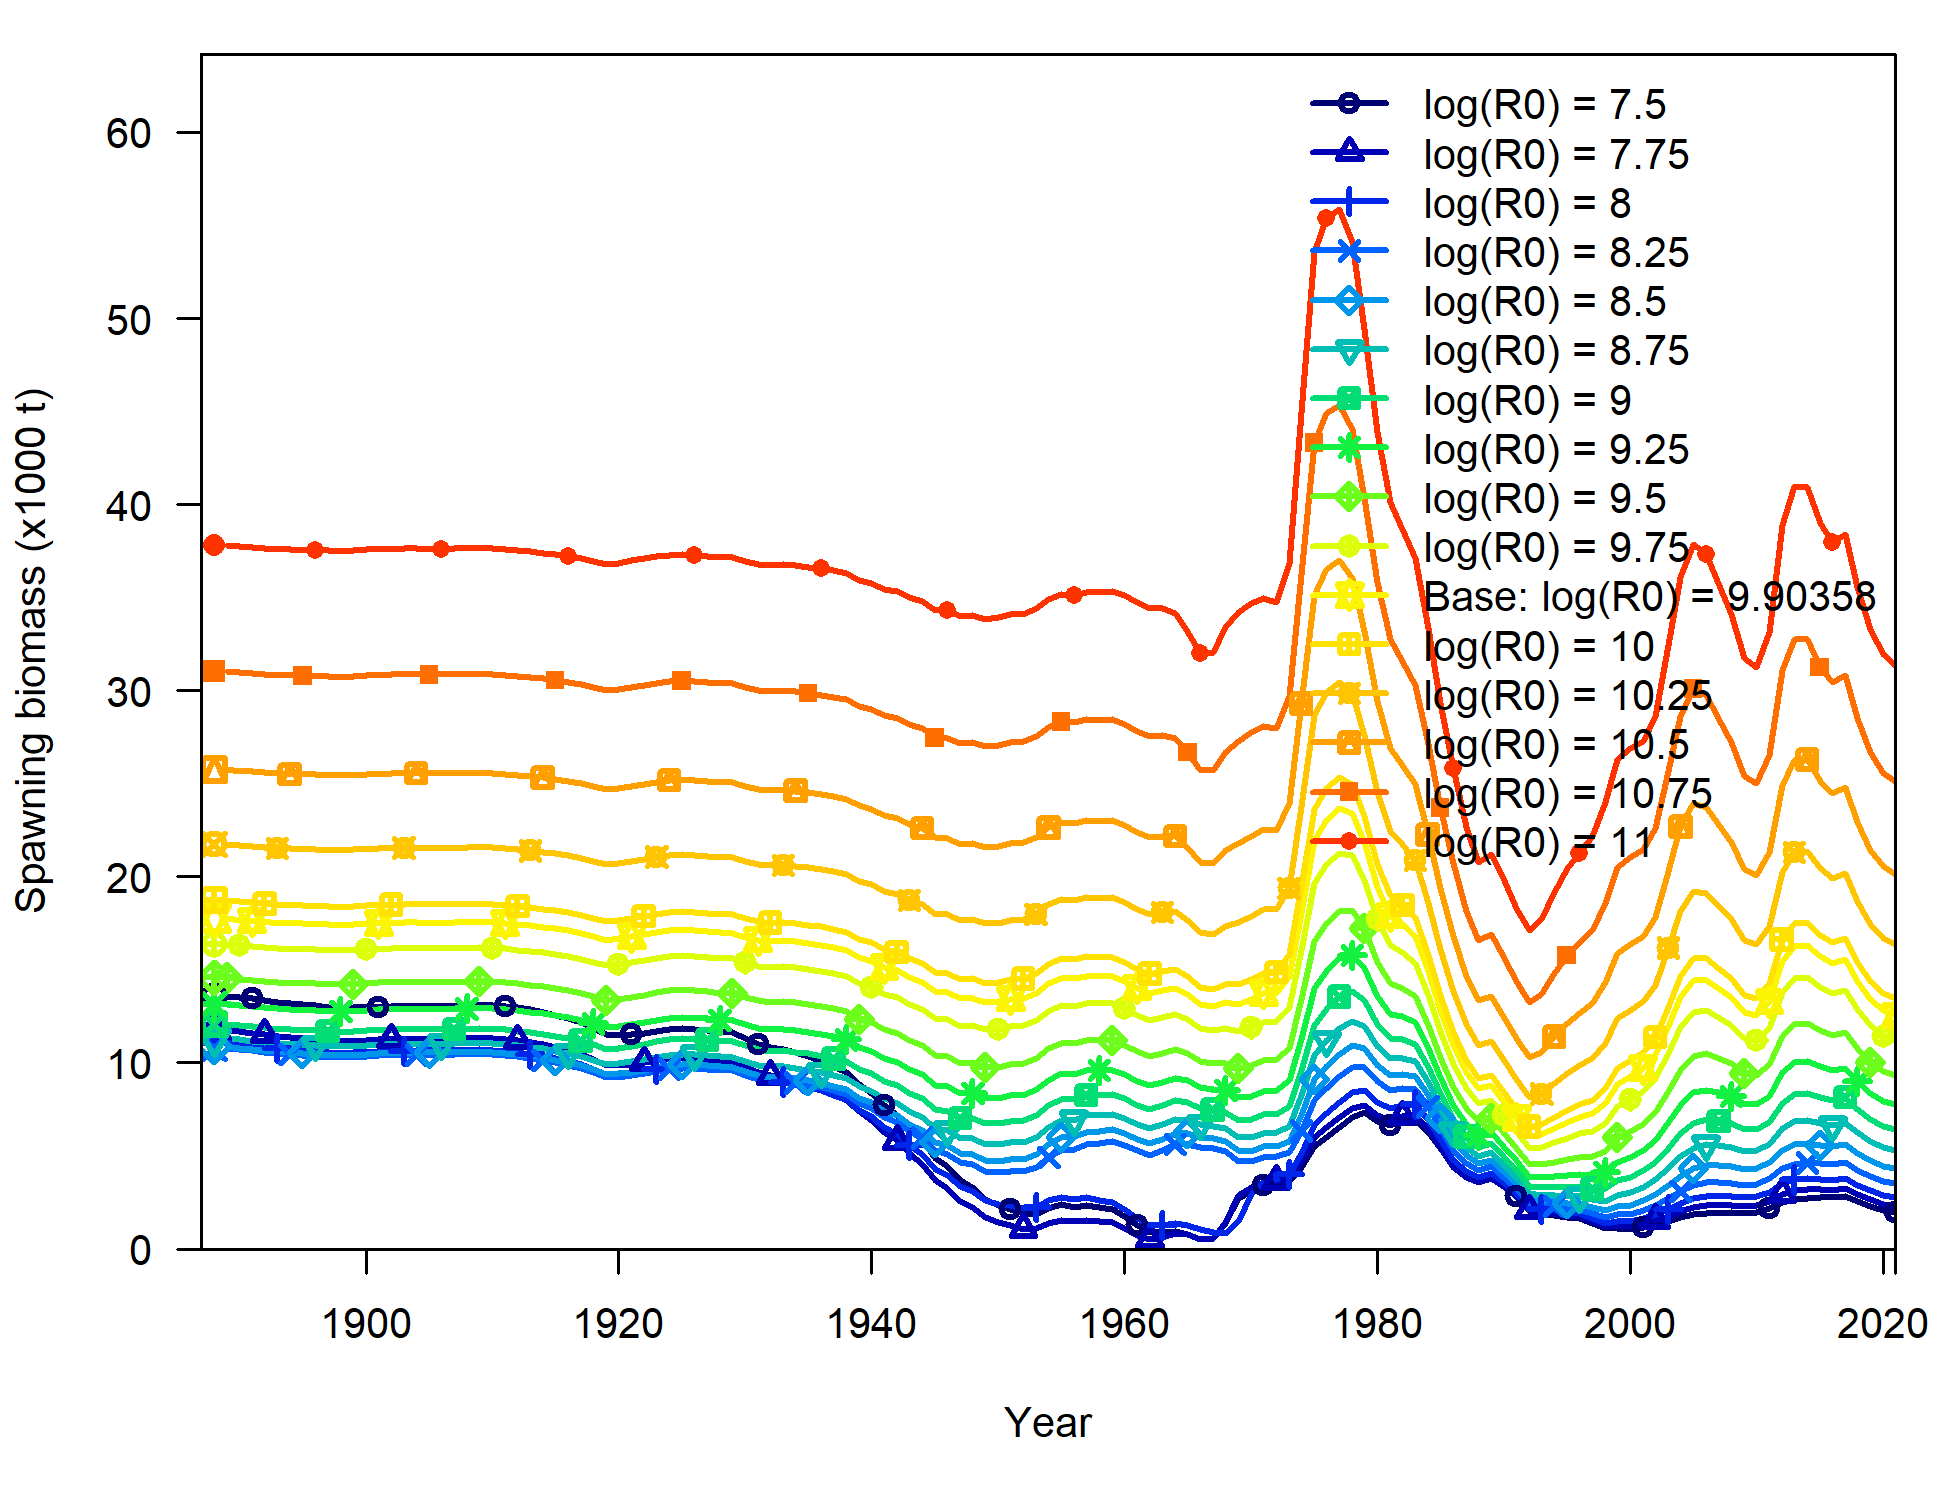 log(R0) = 7.5
log(R0) = 7.75
log(R0) = 8
log(R0) = 8.25
log(R0) = 8.5
log(R0) = 8.75
log(R0) = 9
log(R0) = 9.25
log(R0) = 9.5
log(R0) = 9.75
Base: log(R0) = 9.90358
log(R0) = 10
log(R0) = 10.25
log(R0) = 10.5
log(R0) = 10.75
log(R0) = 11
Spawning biomass (x1000 t)
60
50
40
30
20
10
0
1900 1920 1940 1960 1980 2000 2020
Year